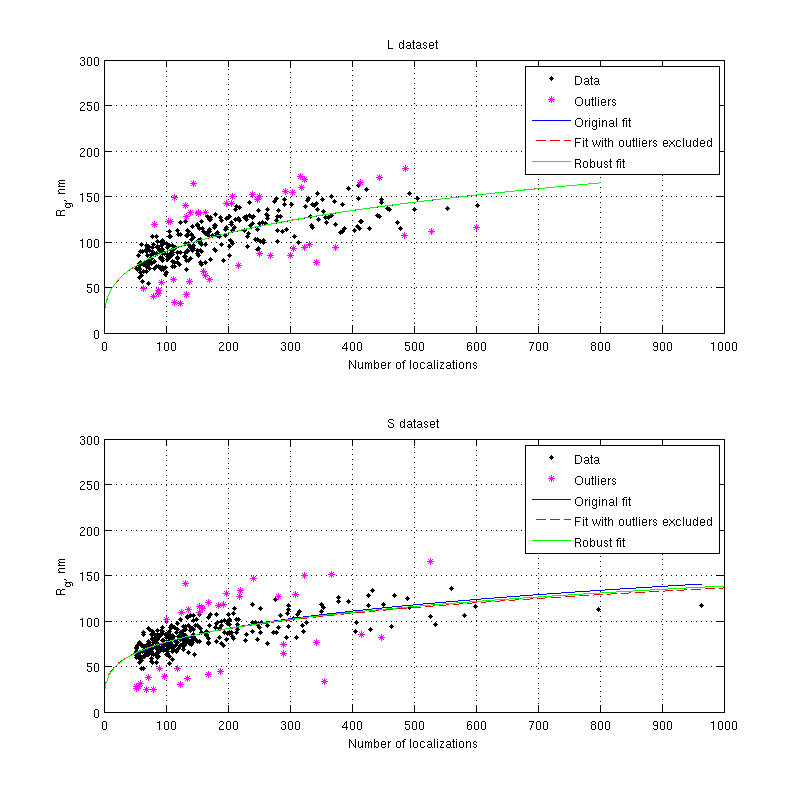 L dataset
300
250
200
150
100
50
0
Rg, nm
Data
Outliers
Original fit
Fit with outliers excluded
Robust fit
0 100 200 300 400 500 600 700 800 900 1000
Number of localizations
S dataset
300
250
200
150
100
50
0
Rg, nm
Data
Outliers
Original fit
Fit with outliers excluded
Robust fit
0 100 200 300 400 500 600 700 800 900 1000
Number of localizations